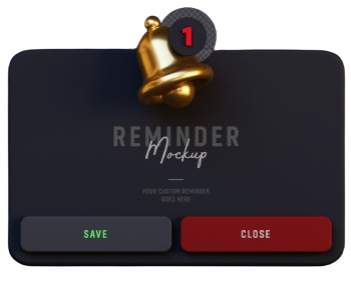 1
REMINDER
Mockup
YOUR CUSTOM REMINDER
GOES HERE
SAVE
CLOSE